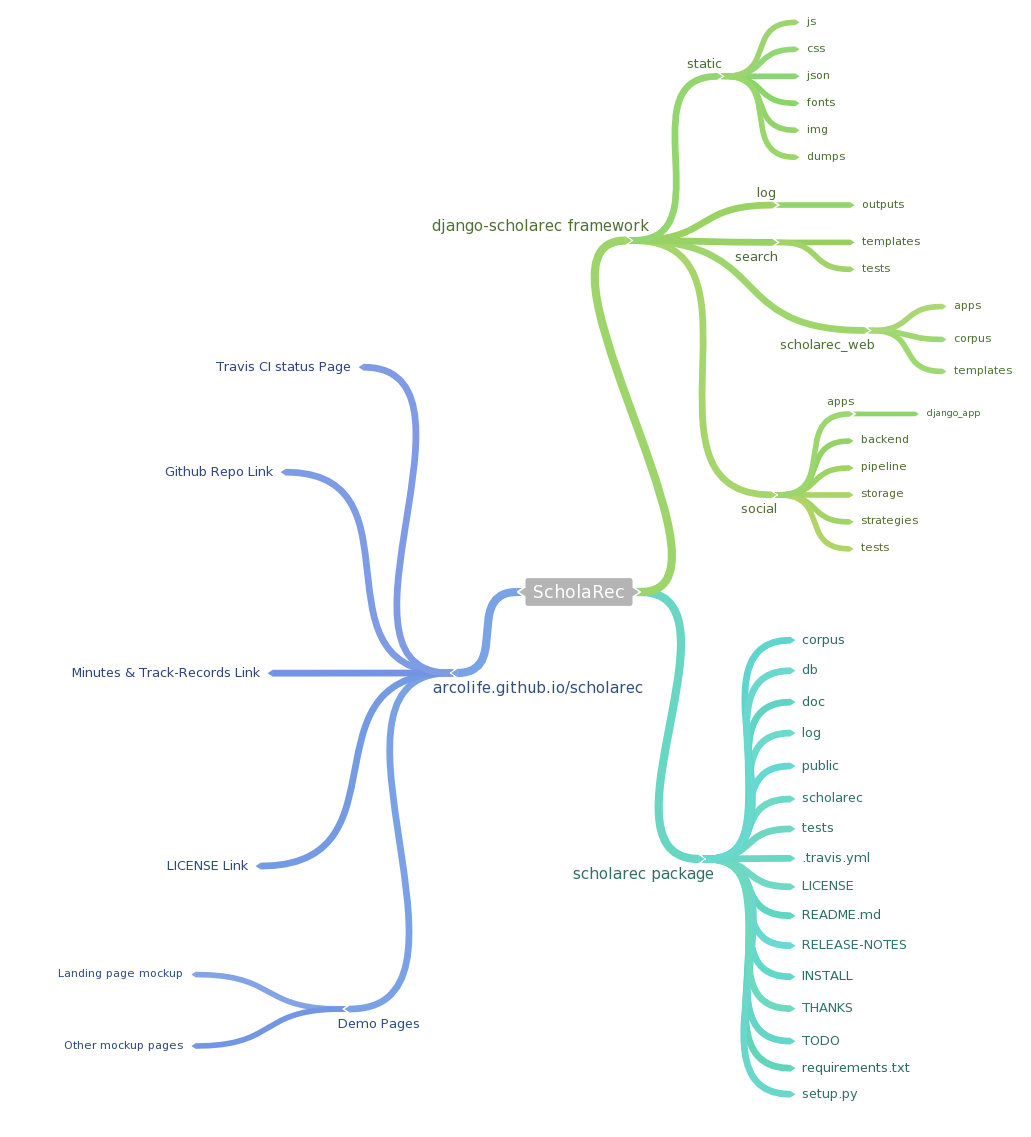 ScholaRec
django-scholarec framework
static
js
css
json
fonts
img
dumps
log
outputs
search
templates
tests
scholarec_web
apps
corpus
templates
social
apps
django_app
backend
pipeline
storage
strategies
tests
scholarec package
corpus
db
doc
log
public
scholarec
tests
.travis.yml
LICENSE
README.md
RELEASE-NOTES
INSTALL
THANKS
TODO
requirements.txt
setup.py
arcolife.github.io/scholarec
Travis CI status Page
Github Repo Link
Minutes & Track-Records Link
LICENSE Link
Demo Pages
Landing page mockup
Other mockup pages